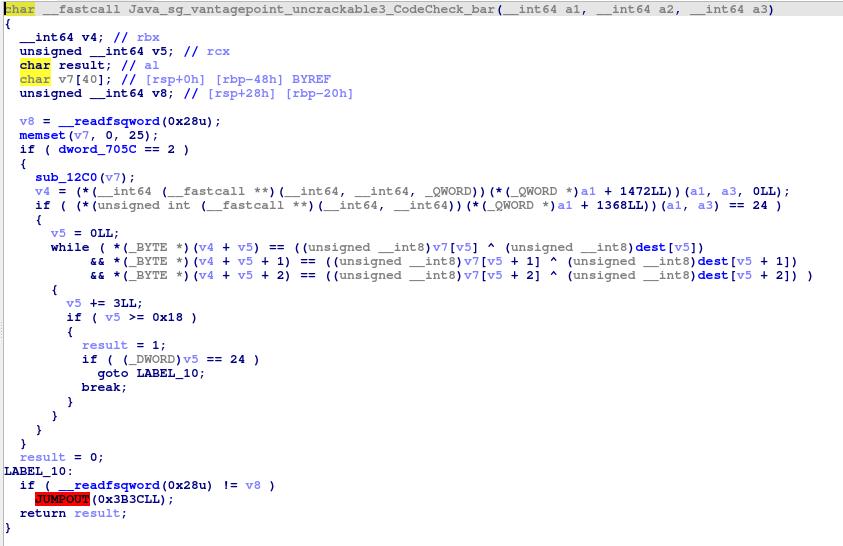 char __fastcall Java_sg_vantagepoint_uncrackable3_CodeCheck_bar(__int64 a1, __int64 a2, __int64 a3)
{
  __int64 v4; // rbx
  unsigned __int64 v5; // rcx
  char result; // al
  char v7[40]; // [rsp+0h] [rbp-48h] BYREF
  unsigned __int64 v8; // [rsp+28h] [rbp-20h]

  v8 = __readfsqword(0x28u);
  memset(v7, 0, 25);
  if ( dword_705C == 2 )
  {
    sub_12C0(v7);
    v4 = (*(__int64 (__fastcall **)(__int64, __int64, _QWORD))(*(_QWORD *)a1 + 1472LL))(a1, a3, 0LL);
    if ( (*(unsigned int (__fastcall **)(__int64, __int64))(*(_QWORD *)a1 + 1368LL))(a1, a3) == 24 )
    {
      v5 = 0LL;
      while ( *(_BYTE *)(v4 + v5) == ((unsigned __int8)v7[v5] ^ (unsigned __int8)dest[v5])
           && *(_BYTE *)(v4 + v5 + 1) == ((unsigned __int8)v7[v5 + 1] ^ (unsigned __int8)dest[v5 + 1])
           && *(_BYTE *)(v4 + v5 + 2) == ((unsigned __int8)v7[v5 + 2] ^ (unsigned __int8)dest[v5 + 2]) )
      {
        v5 += 3LL;
        if ( v5 >= 0x18 )
        {
          result = 1;
          if ( (_DWORD)v5 == 24 )
            goto LABEL_10;
          break;
        }
      }
    }
  }
  result = 0;
LABEL_10:
  if ( __readfsqword(0x28u) != v8 )
    JUMPOUT(0x3B3CLL);
  return result;
}